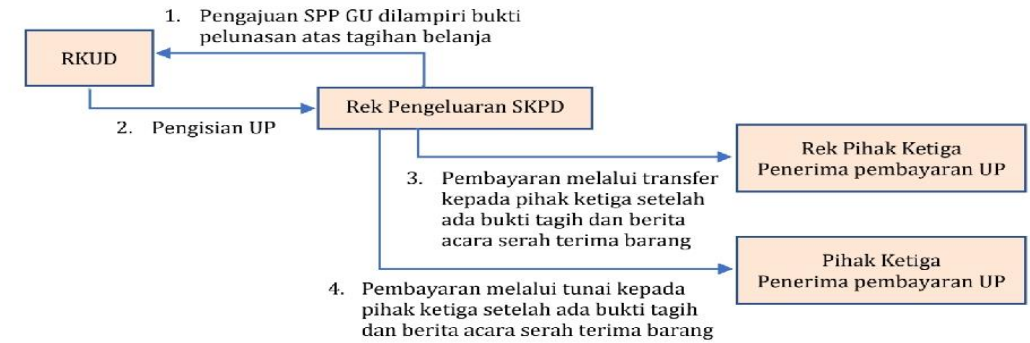 1. Pengajuan SPP GU dilampiri bukti
pelunasan atas tagihan belanja
RKUD
Rek Pengeluaran SKPD
2. Pengisian UP
Rek Pihak Ketiga
Penerima pembayaran UP
3. Pembayaran melalui transfer
kepada pihak ketiga setelah
ada bukti tagih dan berita
acara serah terima barang
Pihak Ketiga
Penerima pembayaran UP
4. Pembayaran melalui tunai kepada
pihak ketiga setelah ada bukti tagih
dan berita acara serah terima barang